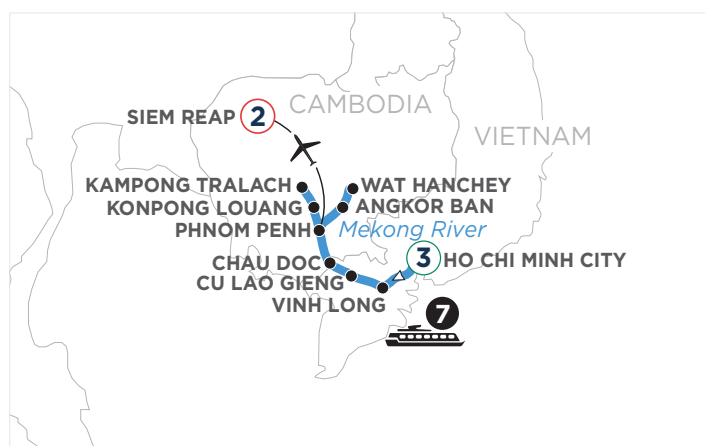 CAMBODIA
SIEM REAP 2
VIETNAM
KAMPONG TRALACH
WAT HANCHEY
KONPONG LOUANG
ANGKOR BAN
PHNOM PENH
Mekong River
CHAU DOC
3 HO CHI MINH CITY
CU LAO GIENG
VINH LONG
7